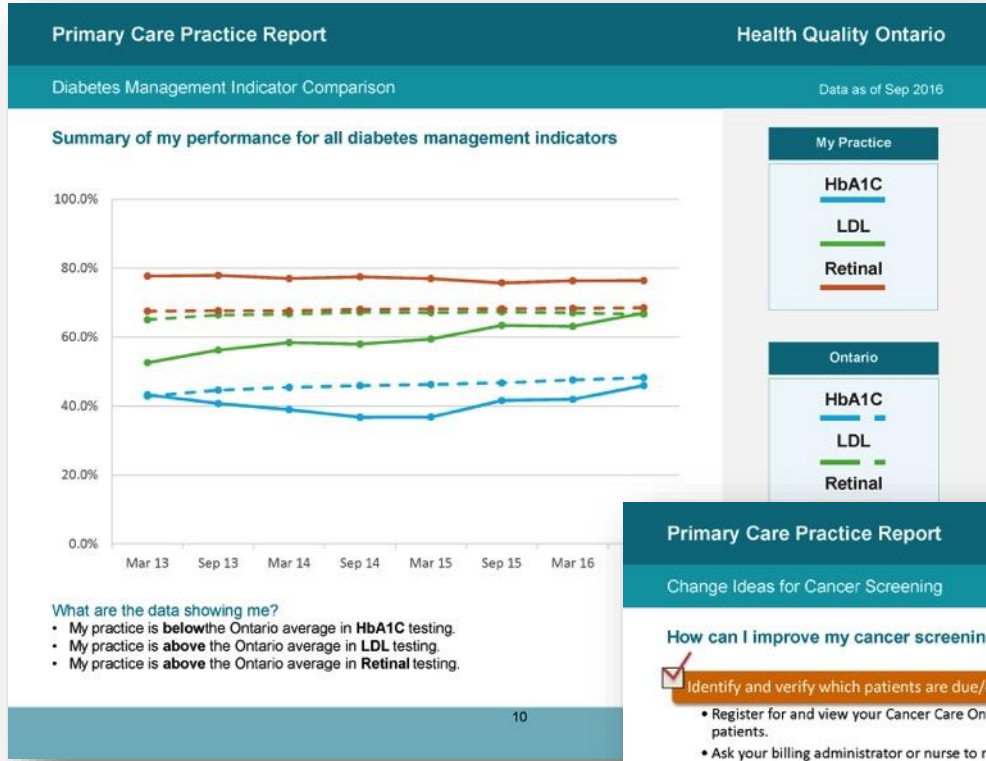 Primary Care Practice Report
Health Quality Ontario
Diabetes Management Indicator Comparison
Data as of Sep 2016
Summary of my performance for all diabetes management indicators
My Practice
HbA1C
LDL
Retinal
Ontario
HbA1C
LDL
Retinal
100.0%
80.0%
60.0%
40.0%
20.0%
0.0%
Mar 13 Sep 13 Mar 14 Sep 14 Mar 15 Sep 15 Mar 16
What are the data showing me?
• My practice is belowthe Ontario average in HbA1C testing.
• My practice is above the Ontario average in LDL testing.
• My practice is above the Ontario average in Retinal testing.
10
Primary Care Practice Report
Change Ideas for Cancer Screening
How can I improve my cancer screenin
Identify and verify which patients are due/
• Register for and view your Cancer Care On
patients.
• Ask your billing administrator or nurse to r